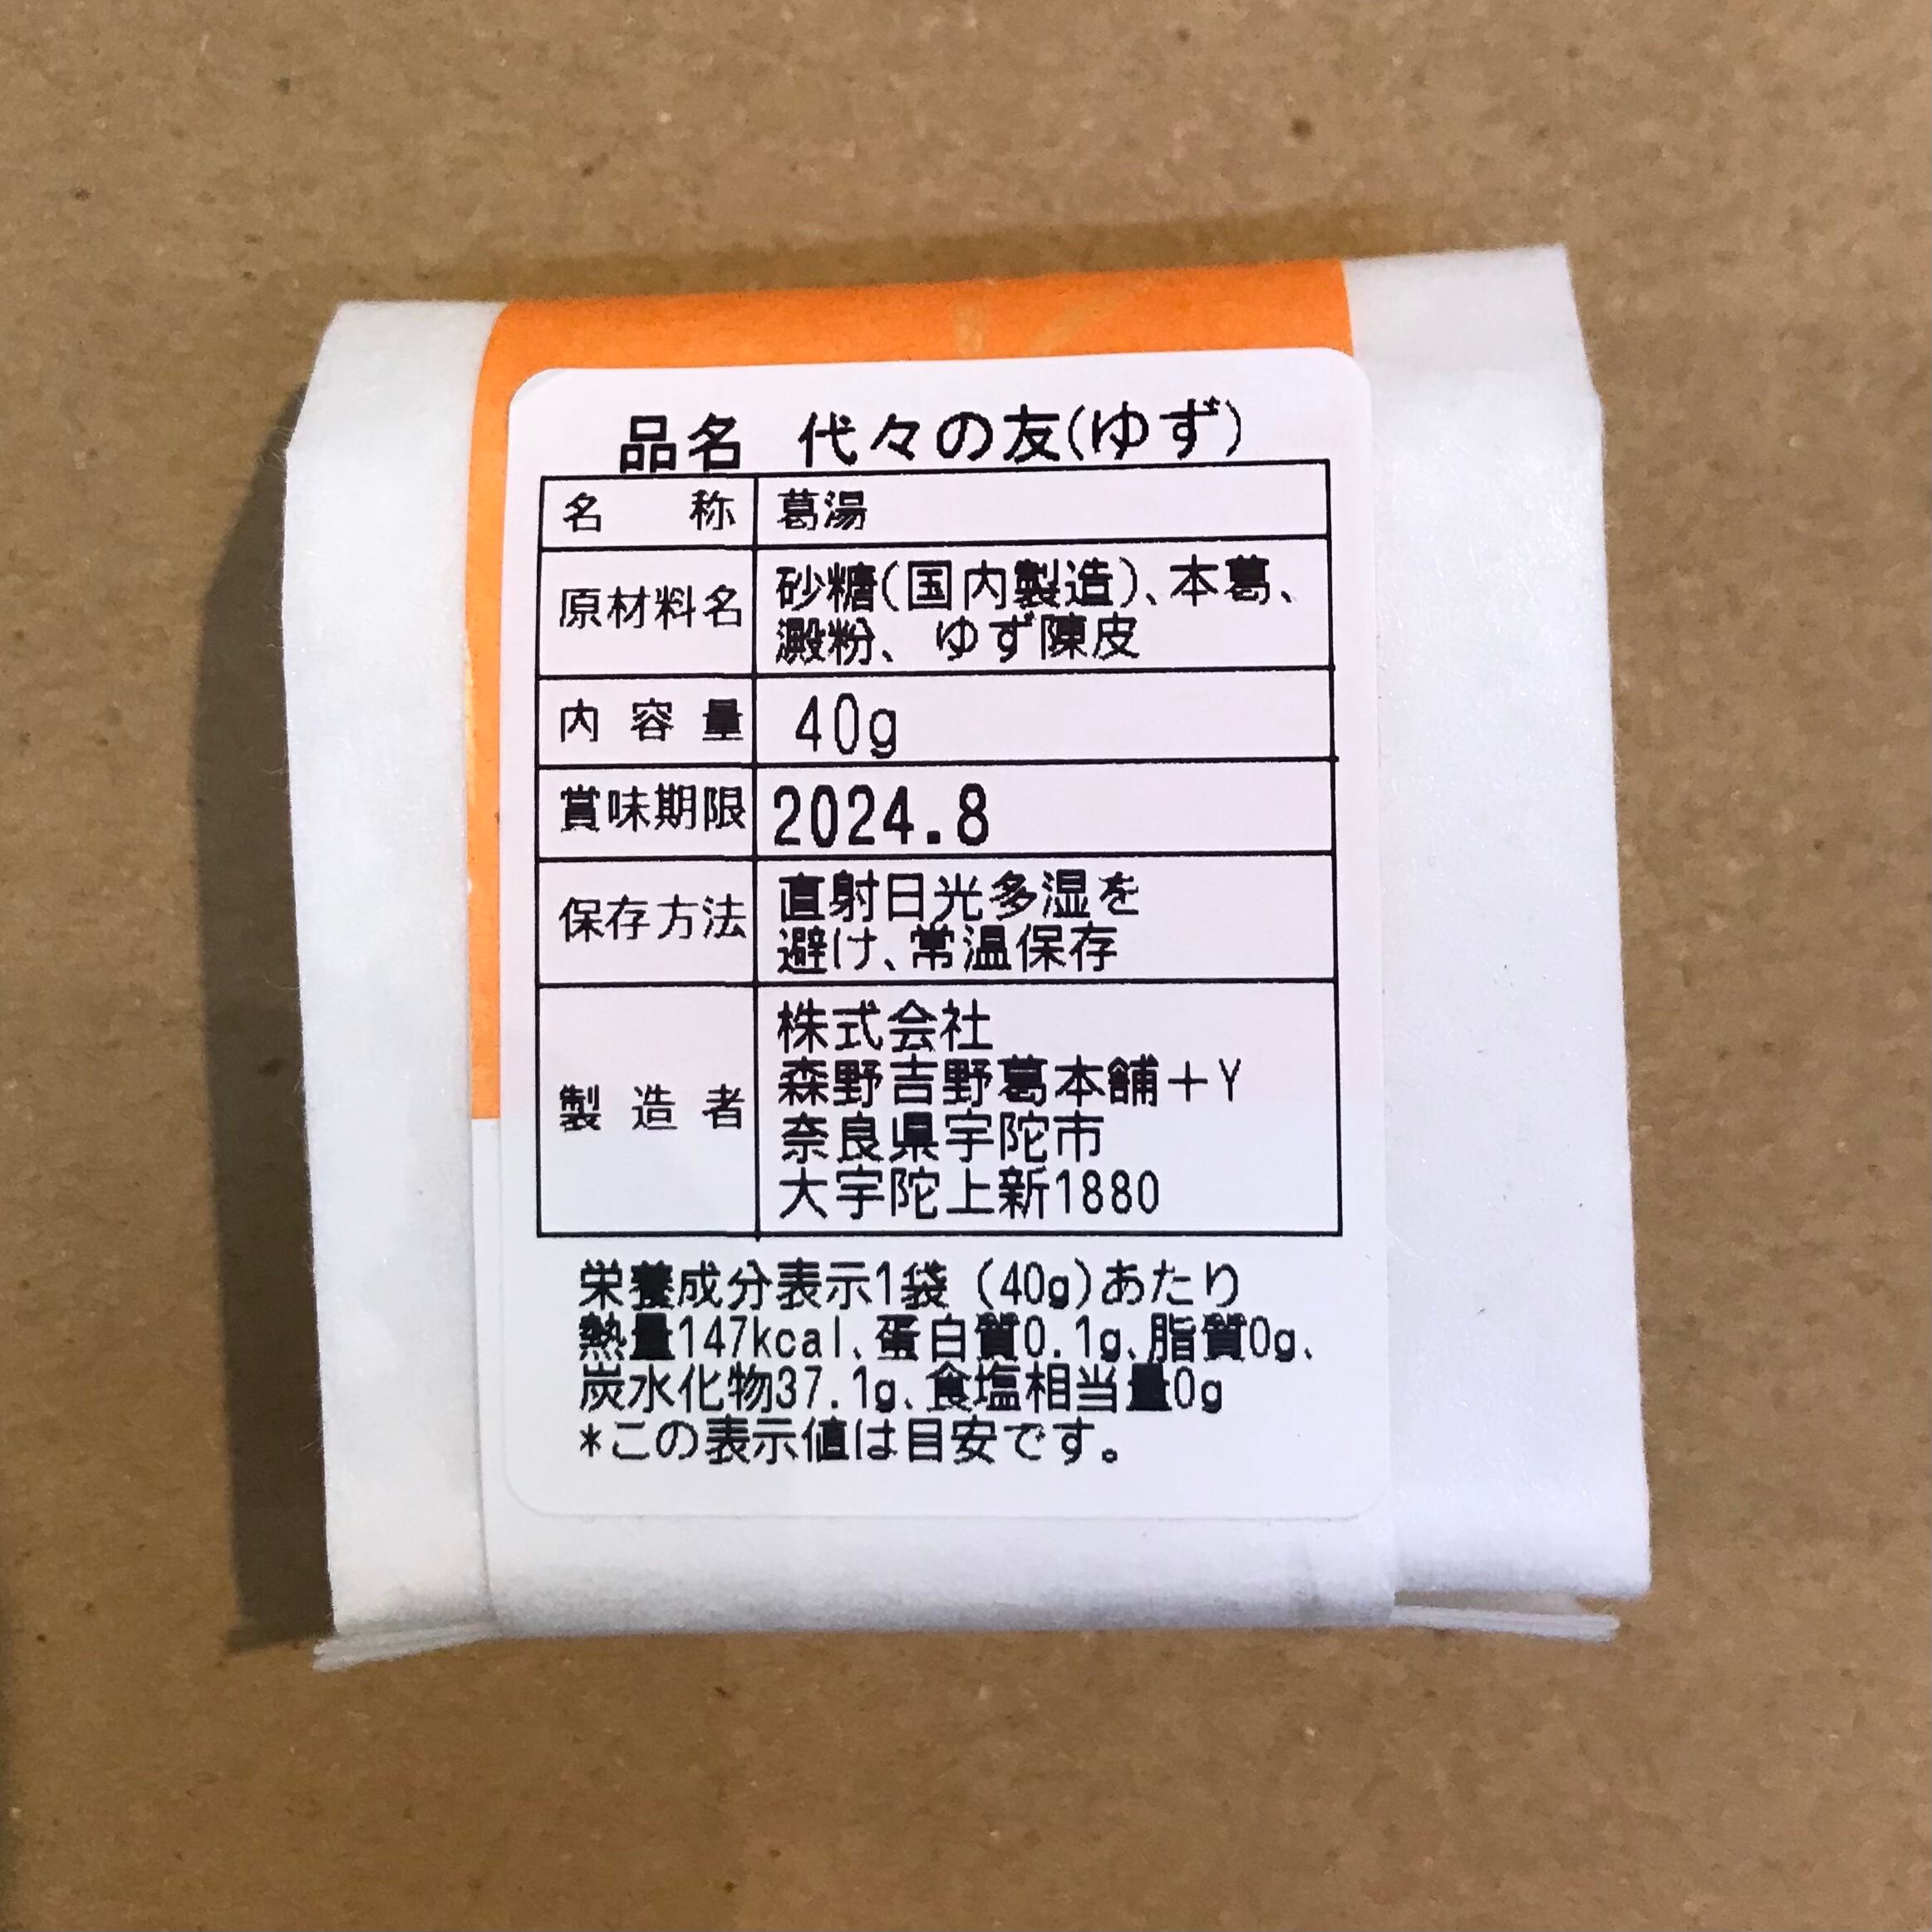 品名 代々の友(ゆず)
名称 葛湯
原材料名 砂糖(国内製造)、本葛、
澱粉、ゆず陳皮
内容量 40g
賞味期限 2024.8
保存方法 直射日光多湿を
避け、常温保存
製造者 株式会社
森野吉野葛本舗+Y
奈良県宇陀市
大宇陀上新1880
栄養成分表示1袋(40g)あたり
熱量147kcal、蛋白質0.1g、脂質0g、
炭水化物37.1g、食塩相当量0g
*この表示値は目安です。